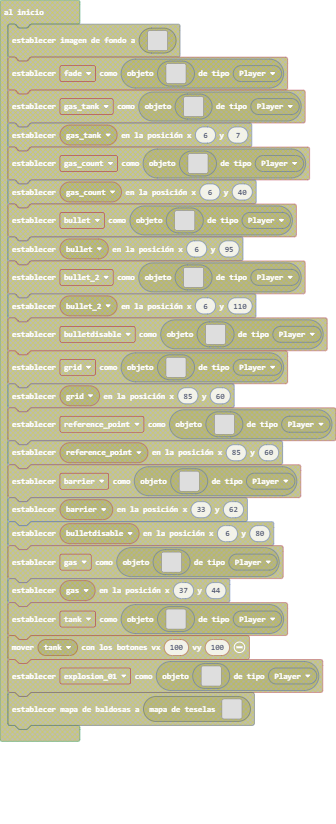 al inicio
establecer imagen de fondo a
establecer fade como objeto de tipo Player
establecer gas_tank como objeto de tipo Player
establecer gas_tank en la posición x 6 y 7
establecer gas_count como objeto de tipo Player
establecer gas_count en la posición x 6 y 40
establecer bullet como objeto de tipo Player
establecer bullet en la posición x 6 y 95
establecer bullet_2 como objeto de tipo Player
establecer bullet_2 en la posición x 6 y 110
establecer bulletdisable como objeto de tipo Player
establecer grid como objeto de tipo Player
establecer grid en la posición x 85 y 60
establecer reference_point como objeto de tipo Player
establecer reference_point en la posición x 85 y 60
establecer barrier como objeto de tipo Player
establecer barrier en la posición x 33 y 62
establecer bulletdisable en la posición x 6 y 80
establecer gas como objeto de tipo Player
establecer gas en la posición x 37 y 44
establecer tank como objeto de tipo Player
mover tank con los botones vx 100 vy 100
establecer explosion_01 como objeto de tipo Player
establecer mapa de baldosas a mapa de teselas